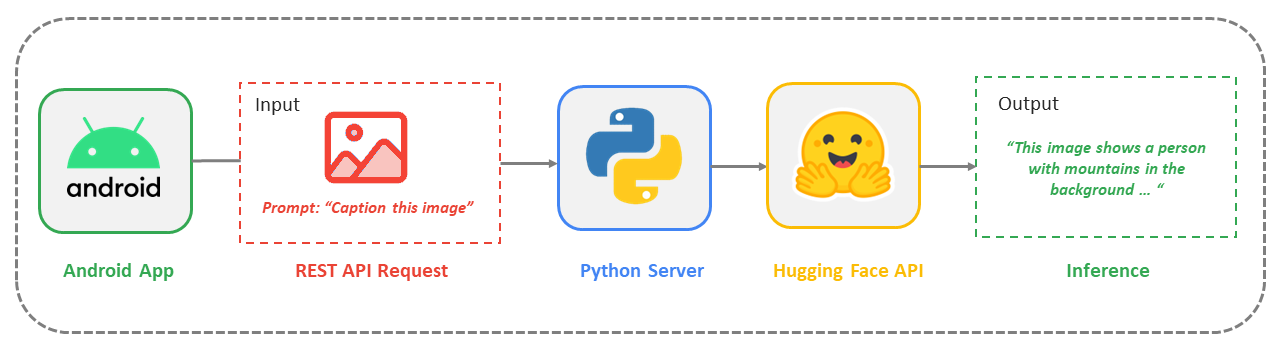 Input
Output
“This image shows a person
with mountains in the
background ... “
android
Prompt: “Caption this image”
Android App
REST API Request
Python Server
Hugging Face API
Inference